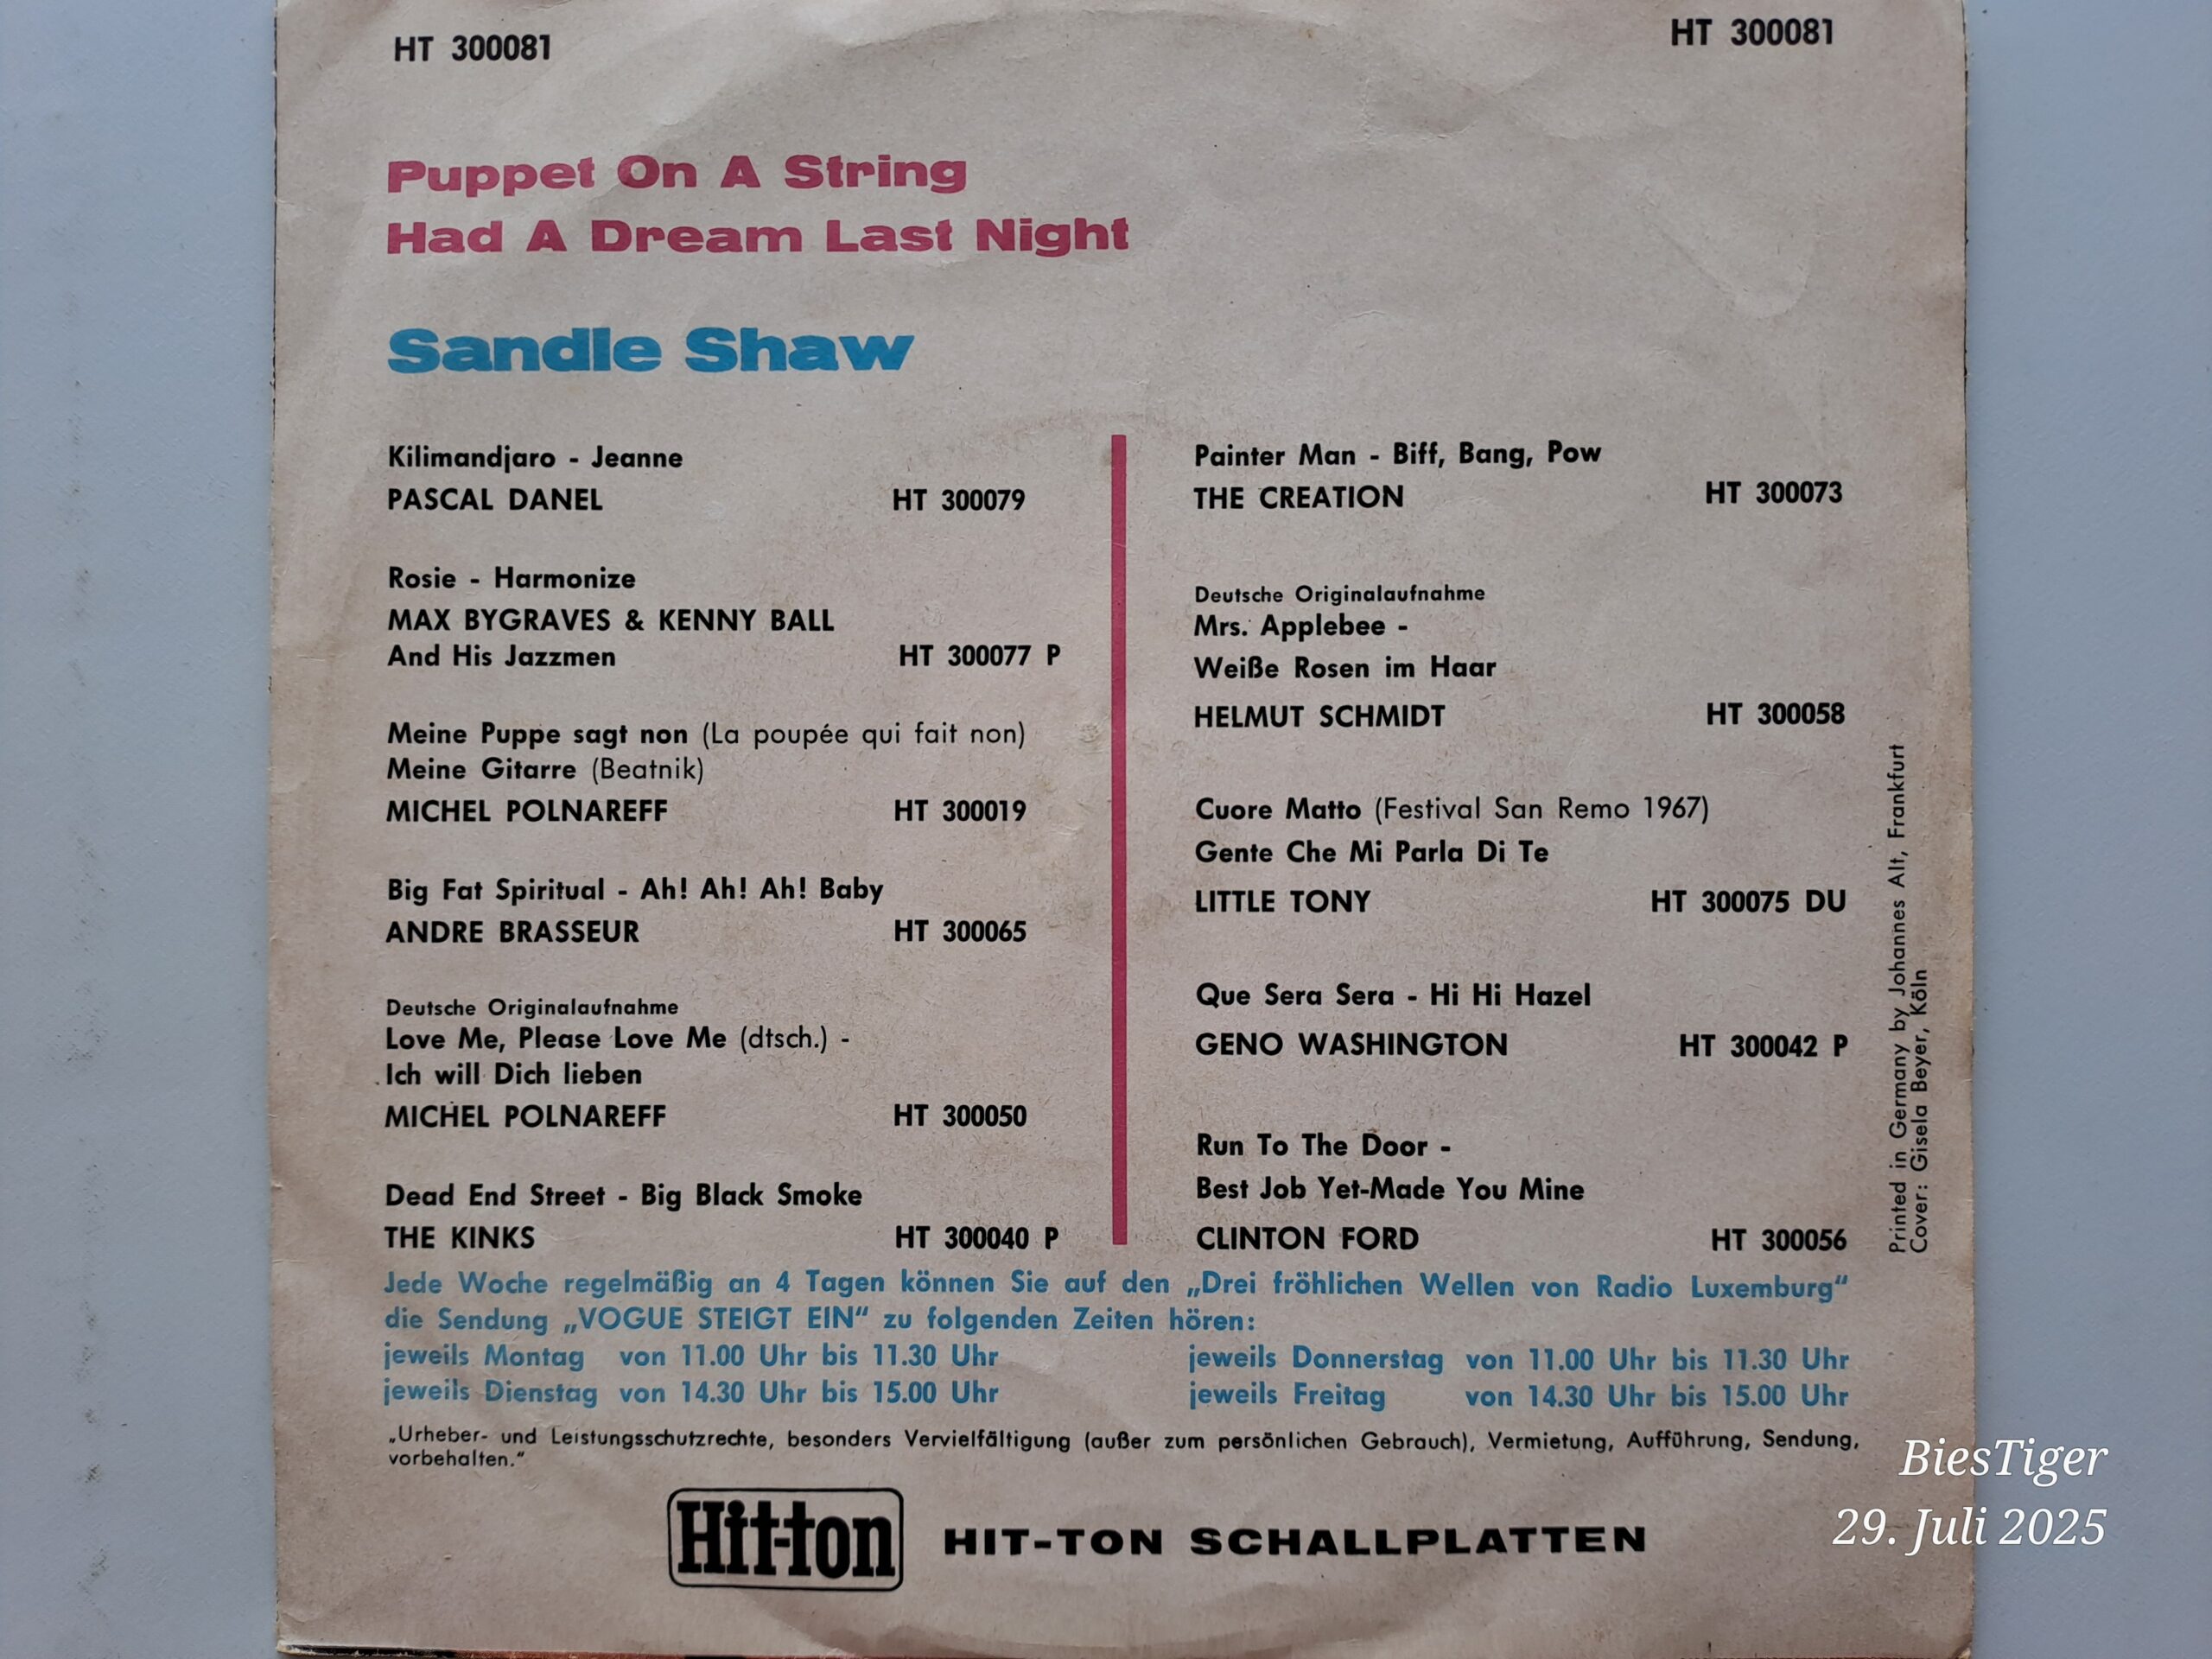 HT 300081
HT 300081
Puppet On A String
Had A Dream Last Night
Sandie Shaw
Kilimandjaro - Jeanne
PASCAL DANEL HT 300079
Rosie - Harmonize
MAX BYGRAVES & KENNY BALL
And His Jazzmen HT 300077 P
Meine Puppe sagt non (La poupée qui fait non)
Meine Gitarre (Beatnik)
MICHEL POLNAREFF HT 300019
Big Fat Spiritual - Ah! Ah! Ah! Baby
ANDRE BRASSEUR HT 300065
Deutsche Originalaufnahme
Love Me, Please Love Me (dtsch.) -
Ich will Dich lieben
MICHEL POLNAREFF HT 300050
Dead End Street - Big Black Smoke
THE KINKS HT 300040 P
Painter Man - Biff, Bang, Pow
THE CREATION HT 300073
Deutsche Originalaufnahme
Mrs. Applebee -
Weiße Rosen im Haar
HELMUT SCHMIDT HT 300058
Cuore Matto (Festival San Remo 1967)
Gente Che Mi Parla Di Te
LITTLE TONY HT 300075 DU
Que Sera Sera - Hi Hi Hazel
GENO WASHINGTON HT 300042 P
Run To The Door -
Best Job Yet-Made You Mine
CLINTON FORD HT 300056
Printed in Germany by Johannes Alt, Frankfurt
Cover: Gisela Beyer, Köln
Jede Woche regelmäßig an 4 Tagen können Sie auf den „Drei fröhlichen Wellen von Radio Luxemburg“
die Sendung „VOGUE STEIGT EIN“ zu folgenden Zeiten hören:
jeweils Montag von 11.00 Uhr bis 11.30 Uhr jeweils Donnerstag von 11.00 Uhr bis 11.30 Uhr
jeweils Dienstag von 14.30 Uhr bis 15.00 Uhr jeweils Freitag von 14.30 Uhr bis 15.00 Uhr
„Urheber- und Leistungsschutzrechte, besonders Vervielfältigung (außer zum persönlichen Gebrauch), Vermietung, Aufführung, Sendung,
vorbehalten.“
Hit-ton HIT-TON SCHALLPLATTEN
BiesTiger
29. Juli 2025